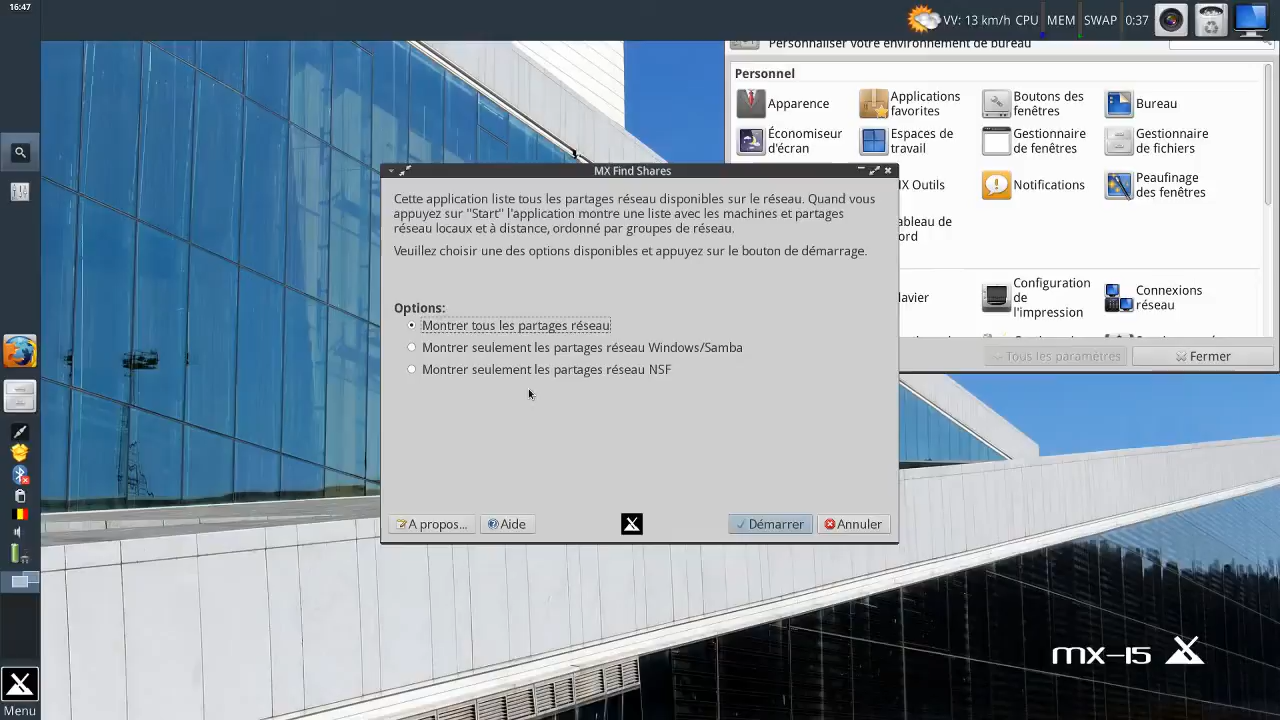 16:47
VV: 13 km/h CPU MEM SWAP 0:37
Personnaliser votre environnement de bureau
Personnel
Apparence
Applications
favorites
Boutons des
fenêtres
Bureau
Économiseur
d'écran
Espaces de
travail
Gestionnaire
de fenêtres
Gestionnaire
de fichiers
X Outils
Notifications
Peaufinage
des fenêtres
ableau de
ord
lavier
Configuration
de
l'impression
Connexions
réseau
Tous les paramètres
Fermer
MX Find Shares
Cette application liste tous les partages réseau disponibles sur le réseau. Quand vous
appuyez sur "Start" l'application montre une liste avec les machines et partages
réseau locaux et à distance, ordonné par groupes de réseau.
Veuillez choisir une des options disponibles et appuyez sur le bouton de démarrage.
Options:
Montrer tous les partages réseau
Montrer seulement les partages réseau Windows/Samba
Montrer seulement les partages réseau NSF
A propos...
Aide
Démarrer
Annuler
mx-15
Menu